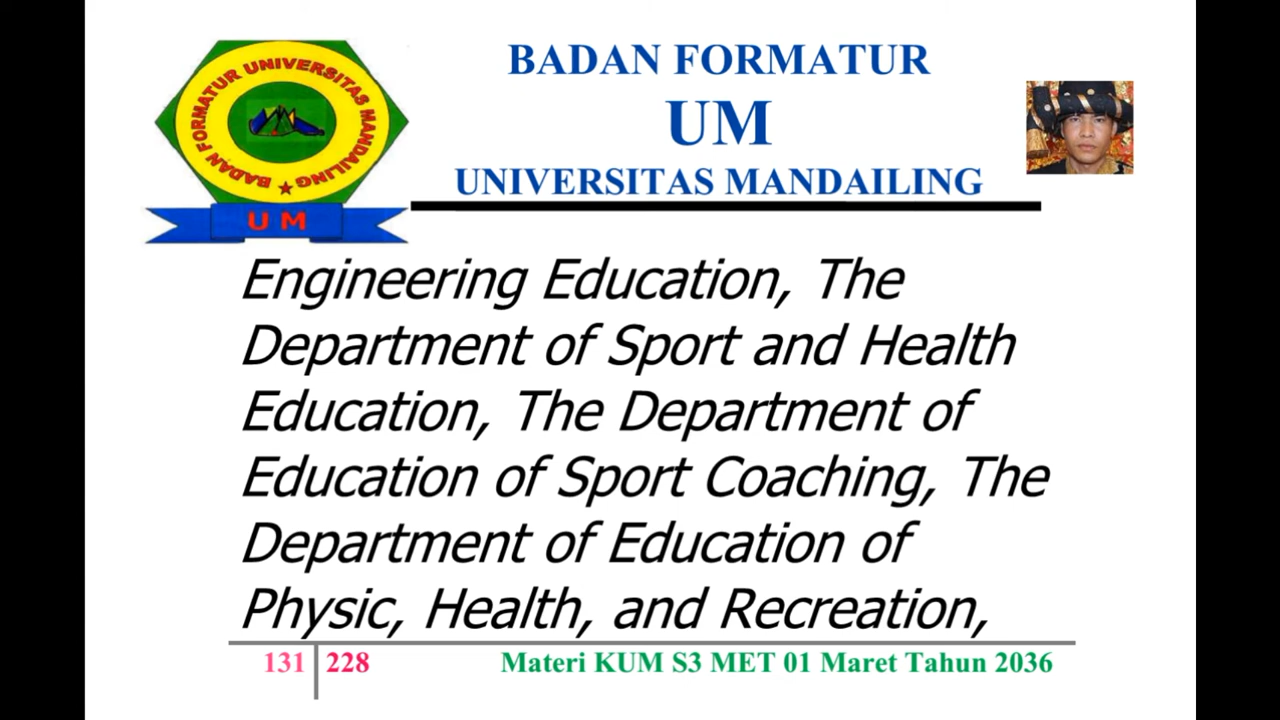 BADAN FORMATUR UNIVERSITAS MANDAILING
U M
BADAN FORMATUR
UM
UNIVERSITAS MANDAILING
Engineering Education, The
Department of Sport and Health
Education, The Department of
Education of Sport Coaching, The
Department of Education of
Physic, Health, and Recreation,
131 228 Materi KUM S3 MET 01 Maret Tahun 2036